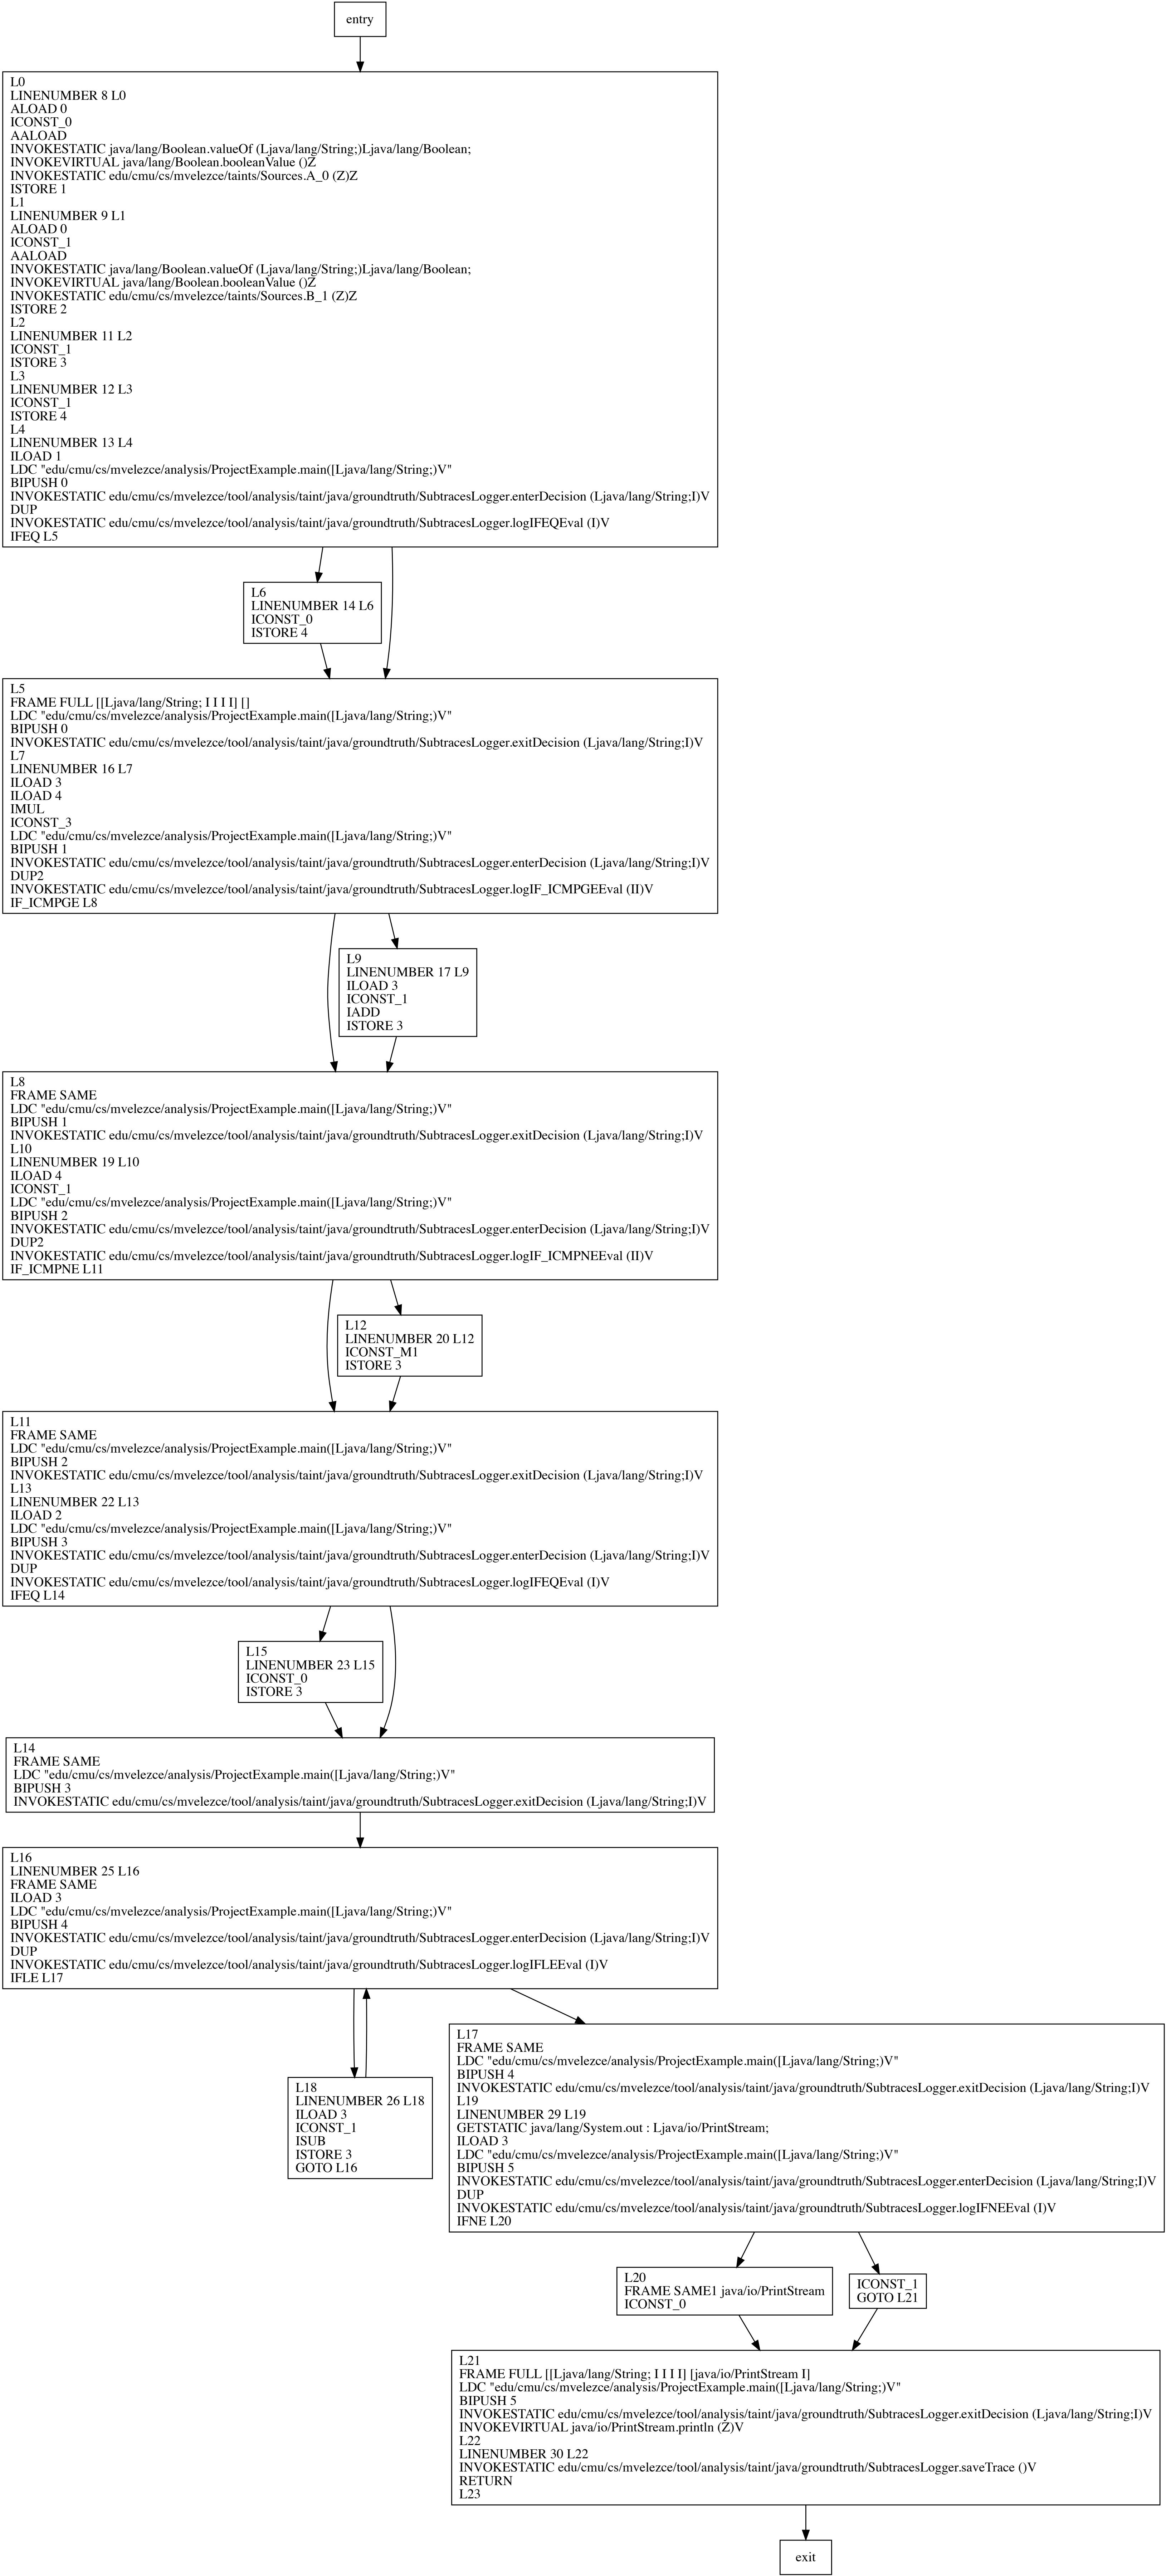 entry
L0
LINENUMBER 8 L0
ALOAD 0
ICONST_0
AALOAD
INVOKESTATIC java/lang/Boolean.valueOf (Ljava/lang/String;)Ljava/lang/Boolean;
INVOKEVIRTUAL java/lang/Boolean.booleanValue ()Z
INVOKESTATIC edu/cmu/cs/mvelezce/taints/Sources.A_0 (Z)Z
ISTORE 1
L1
LINENUMBER 9 L1
ALOAD 0
ICONST_1
AALOAD
INVOKESTATIC java/lang/Boolean.valueOf (Ljava/lang/String;)Ljava/lang/Boolean;
INVOKEVIRTUAL java/lang/Boolean.booleanValue ()Z
INVOKESTATIC edu/cmu/cs/mvelezce/taints/Sources.B_1 (Z)Z
ISTORE 2
L2
LINENUMBER 11 L2
ICONST_1
ISTORE 3
L3
LINENUMBER 12 L3
ICONST_1
ISTORE 4
L4
LINENUMBER 13 L4
ILOAD 1
LDC "edu/cmu/cs/mvelezce/analysis/ProjectExample.main([Ljava/lang/String;)V"
BIPUSH 0
INVOKESTATIC edu/cmu/cs/mvelezce/tool/analysis/taint/java/groundtruth/SubtracesLogger.enterDecision (Ljava/lang/String;I)V
DUP
INVOKESTATIC edu/cmu/cs/mvelezce/tool/analysis/taint/java/groundtruth/SubtracesLogger.logIFEQEval (I)V
IFEQ L5
L6
LINENUMBER 14 L6
ICONST_0
ISTORE 4
L5
FRAME FULL [[Ljava/lang/String; I I I I] []
LDC "edu/cmu/cs/mvelezce/analysis/ProjectExample.main([Ljava/lang/String;)V"
BIPUSH 0
INVOKESTATIC edu/cmu/cs/mvelezce/tool/analysis/taint/java/groundtruth/SubtracesLogger.exitDecision (Ljava/lang/String;I)V
L7
LINENUMBER 16 L7
ILOAD 3
ILOAD 4
IMUL
ICONST_3
LDC "edu/cmu/cs/mvelezce/analysis/ProjectExample.main([Ljava/lang/String;)V"
BIPUSH 1
INVOKESTATIC edu/cmu/cs/mvelezce/tool/analysis/taint/java/groundtruth/SubtracesLogger.enterDecision (Ljava/lang/String;I)V
DUP2
INVOKESTATIC edu/cmu/cs/mvelezce/tool/analysis/taint/java/groundtruth/SubtracesLogger.logIF_ICMPGEEval (II)V
IF_ICMPGE L8
L9
LINENUMBER 17 L9
ILOAD 3
ICONST_1
IADD
ISTORE 3
L8
FRAME SAME
LDC "edu/cmu/cs/mvelezce/analysis/ProjectExample.main([Ljava/lang/String;)V"
BIPUSH 1
INVOKESTATIC edu/cmu/cs/mvelezce/tool/analysis/taint/java/groundtruth/SubtracesLogger.exitDecision (Ljava/lang/String;I)V
L10
LINENUMBER 19 L10
ILOAD 4
ICONST_1
LDC "edu/cmu/cs/mvelezce/analysis/ProjectExample.main([Ljava/lang/String;)V"
BIPUSH 2
INVOKESTATIC edu/cmu/cs/mvelezce/tool/analysis/taint/java/groundtruth/SubtracesLogger.enterDecision (Ljava/lang/String;I)V
DUP2
INVOKESTATIC edu/cmu/cs/mvelezce/tool/analysis/taint/java/groundtruth/SubtracesLogger.logIF_ICMPNEEval (II)V
IF_ICMPNE L11
L12
LINENUMBER 20 L12
ICONST_M1
ISTORE 3
L11
FRAME SAME
LDC "edu/cmu/cs/mvelezce/analysis/ProjectExample.main([Ljava/lang/String;)V"
BIPUSH 2
INVOKESTATIC edu/cmu/cs/mvelezce/tool/analysis/taint/java/groundtruth/SubtracesLogger.exitDecision (Ljava/lang/String;I)V
L13
LINENUMBER 22 L13
ILOAD 2
LDC "edu/cmu/cs/mvelezce/analysis/ProjectExample.main([Ljava/lang/String;)V"
BIPUSH 3
INVOKESTATIC edu/cmu/cs/mvelezce/tool/analysis/taint/java/groundtruth/SubtracesLogger.enterDecision (Ljava/lang/String;I)V
DUP
INVOKESTATIC edu/cmu/cs/mvelezce/tool/analysis/taint/java/groundtruth/SubtracesLogger.logIFEQEval (I)V
IFEQ L14
L15
LINENUMBER 23 L15
ICONST_0
ISTORE 3
L14
FRAME SAME
LDC "edu/cmu/cs/mvelezce/analysis/ProjectExample.main([Ljava/lang/String;)V"
BIPUSH 3
INVOKESTATIC edu/cmu/cs/mvelezce/tool/analysis/taint/java/groundtruth/SubtracesLogger.exitDecision (Ljava/lang/String;I)V
L16
LINENUMBER 25 L16
FRAME SAME
ILOAD 3
LDC "edu/cmu/cs/mvelezce/analysis/ProjectExample.main([Ljava/lang/String;)V"
BIPUSH 4
INVOKESTATIC edu/cmu/cs/mvelezce/tool/analysis/taint/java/groundtruth/SubtracesLogger.enterDecision (Ljava/lang/String;I)V
DUP
INVOKESTATIC edu/cmu/cs/mvelezce/tool/analysis/taint/java/groundtruth/SubtracesLogger.logIFLEEval (I)V
IFLE L17
L18
LINENUMBER 26 L18
ILOAD 3
ICONST_1
ISUB
ISTORE 3
GOTO L16
L17
FRAME SAME
LDC "edu/cmu/cs/mvelezce/analysis/ProjectExample.main([Ljava/lang/String;)V"
BIPUSH 4
INVOKESTATIC edu/cmu/cs/mvelezce/tool/analysis/taint/java/groundtruth/SubtracesLogger.exitDecision (Ljava/lang/String;I)V
L19
LINENUMBER 29 L19
GETSTATIC java/lang/System.out : Ljava/io/PrintStream;
ILOAD 3
LDC "edu/cmu/cs/mvelezce/analysis/ProjectExample.main([Ljava/lang/String;)V"
BIPUSH 5
INVOKESTATIC edu/cmu/cs/mvelezce/tool/analysis/taint/java/groundtruth/SubtracesLogger.enterDecision (Ljava/lang/String;I)V
DUP
INVOKESTATIC edu/cmu/cs/mvelezce/tool/analysis/taint/java/groundtruth/SubtracesLogger.logIFNEEval (I)V
IFNE L20
L20
FRAME SAME1 java/io/PrintStream
ICONST_0
ICONST_1
GOTO L21
L21
FRAME FULL [[Ljava/lang/String; I I I I] [java/io/PrintStream I]
LDC "edu/cmu/cs/mvelezce/analysis/ProjectExample.main([Ljava/lang/String;)V"
BIPUSH 5
INVOKESTATIC edu/cmu/cs/mvelezce/tool/analysis/taint/java/groundtruth/SubtracesLogger.exitDecision (Ljava/lang/String;I)V
INVOKEVIRTUAL java/io/PrintStream.println (Z)V
L22
LINENUMBER 30 L22
INVOKESTATIC edu/cmu/cs/mvelezce/tool/analysis/taint/java/groundtruth/SubtracesLogger.saveTrace ()V
RETURN
L23
exit